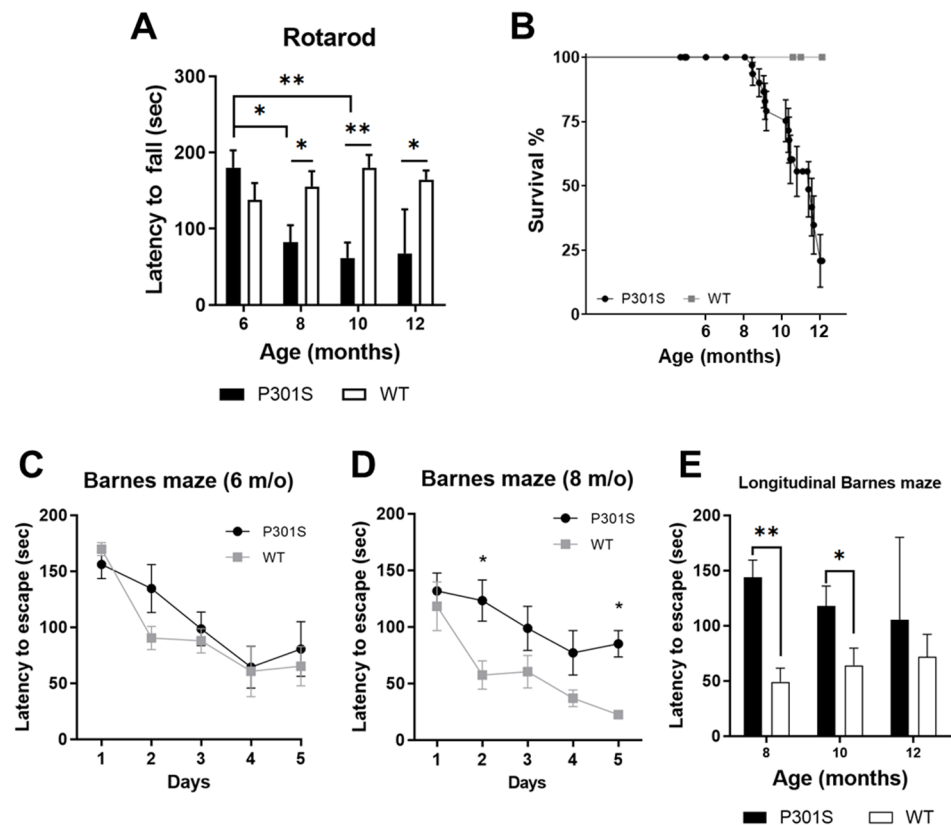 A
Rotarod
300
200
100
0
**
*
*
**
*
Latency to fall (sec)
6 8 10 12
Age (months)
P301S WT
B
100
75
50
25
0
Survival %
P301S WT
6 8 10 12
Age (months)
C
Barnes maze (6 m/o)
200
150
100
50
0
Latency to escape (sec)
P301S
WT
1 2 3 4 5
Days
D
Barnes maze (8 m/o)
200
150
100
50
0
Latency to escape (sec)
P301S
WT
*
*
1 2 3 4 5
Days
E
Longitudinal Barnes maze
200
150
100
50
0
Latency to escape (sec)
**
*
8 10 12
Age (months)
P301S WT